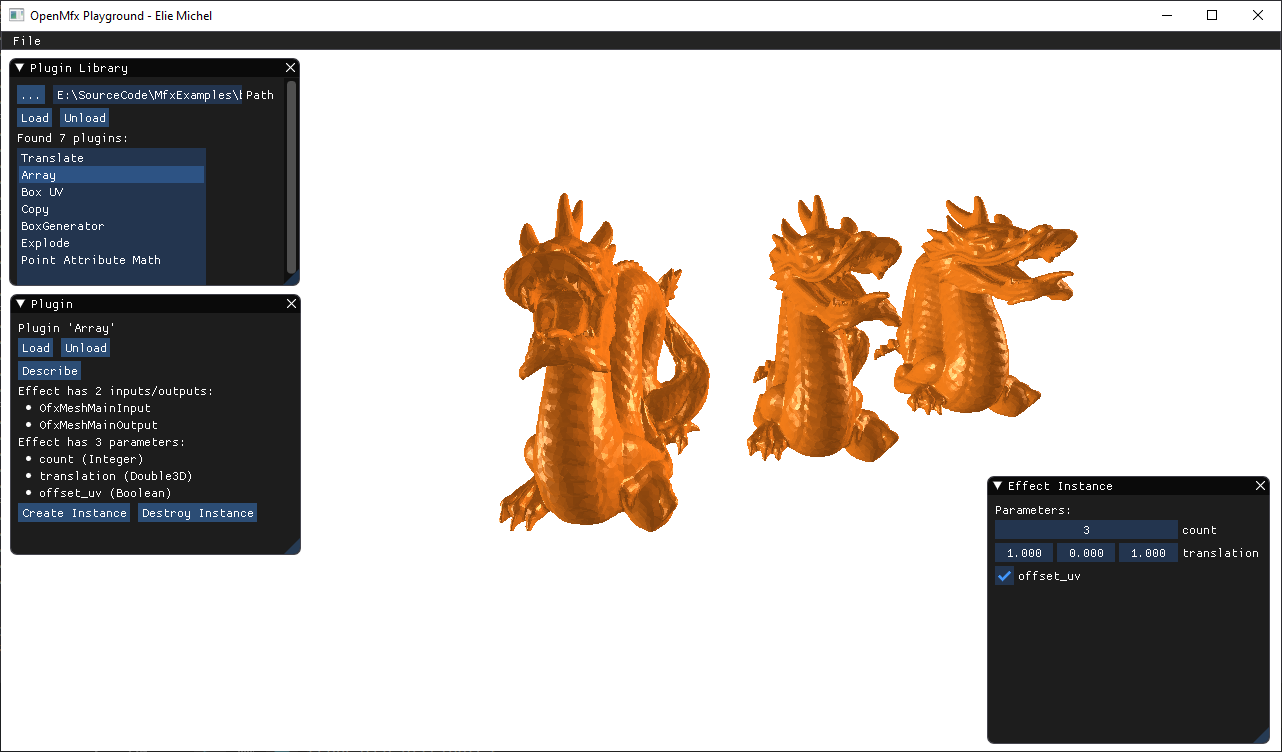 OpenMfx Playground - Elie Michel
File
Plugin Library
... E:\SourceCode\MfxExamples\ Path
Load Unload
Found 7 plugins:
Translate
Array
Box UV
Copy
BoxGenerator
Explode
Point Attribute Math
Plugin
Plugin 'Array'
Load Unload
Describe
Effect has 2 inputs/outputs:
OfxMeshMainInput
OfxMeshMainOutput
Effect has 3 parameters:
count (Integer)
translation (Double3D)
offset_uv (Boolean)
Create Instance Destroy Instance
Effect Instance
Parameters:
3 count
1.000 0.000 1.000 translation
offset_uv